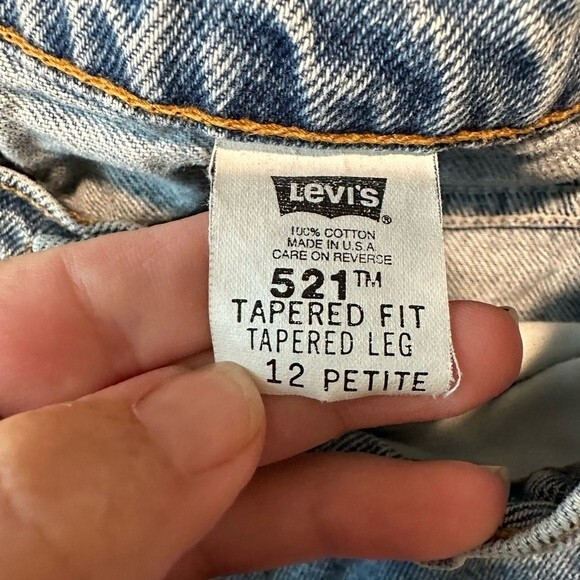 Levi's ®
100% COTTON
MADE IN U.S.A.
CARE ON REVERSE
521™
TAPERED FIT
TAPERED LEG
12 PETITE